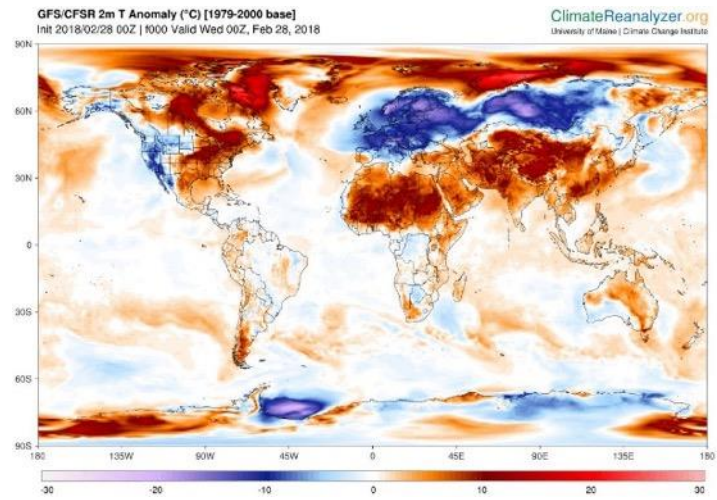 GFS/CFSR 2m T Anomaly (°C) [1979-2000 base]
Init 2018/02/28 00Z | f000 Valid Wed 00Z, Feb 28, 2018
ClimateReanalyzer.org
University of Maine | Climate Change Institute
90N
60N
30N
0
30S
60S
90S
180 135W 90W 45W 0 45E 90E 135E 180
-30 -20 -10 0 10 20 30